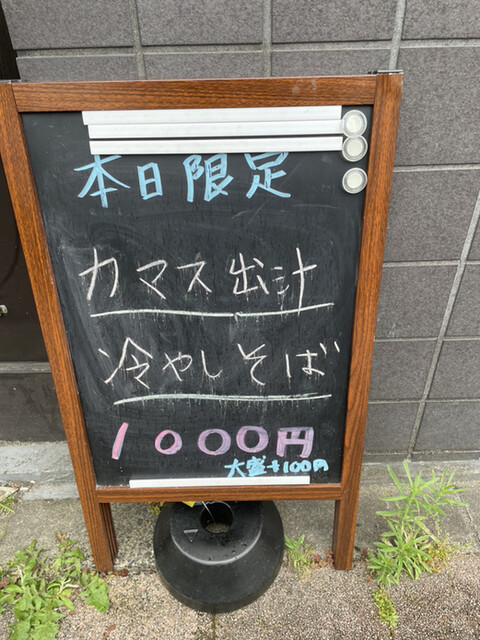 本日限定
カマス出汁
冷やしそば
1000円
大盛+100円